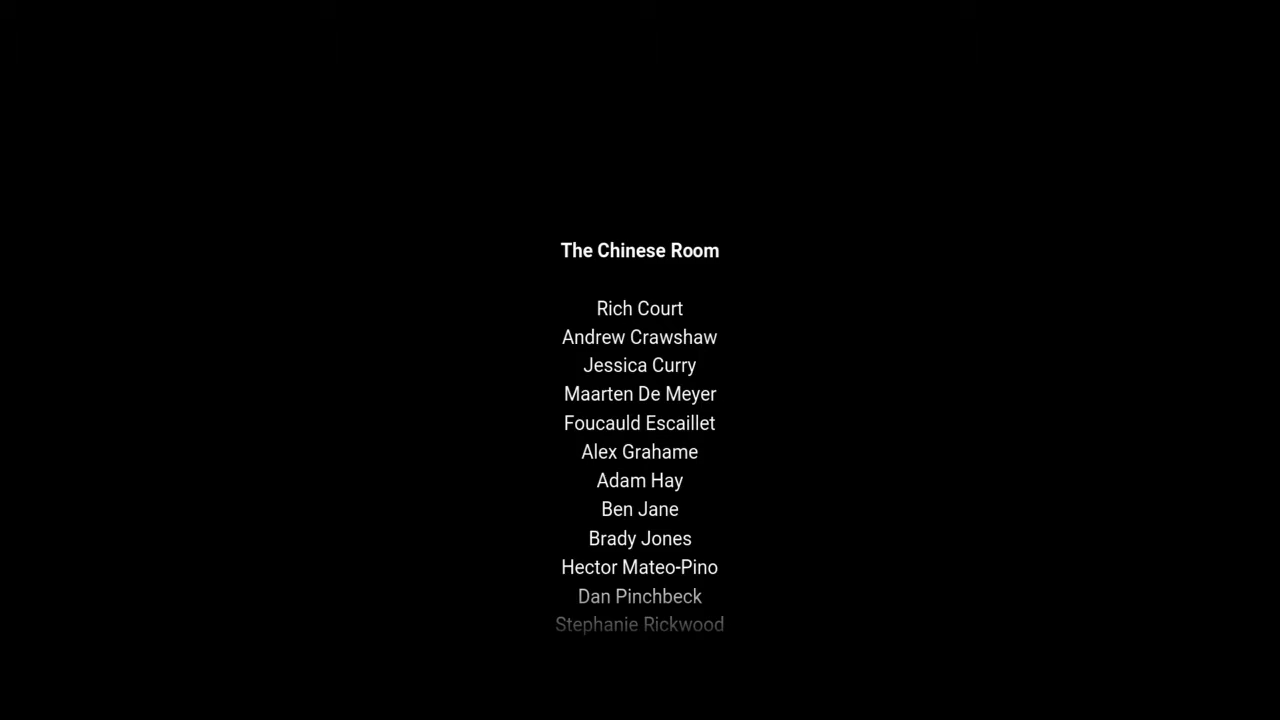 The Chinese Room
Rich Court
Andrew Crawshaw
Jessica Curry
Maarten De Meyer
Foucauld Escaillet
Alex Grahame
Adam Hay
Ben Jane
Brady Jones
Hector Mateo-Pino
Dan Pinchbeck
Stephanie Rickwood